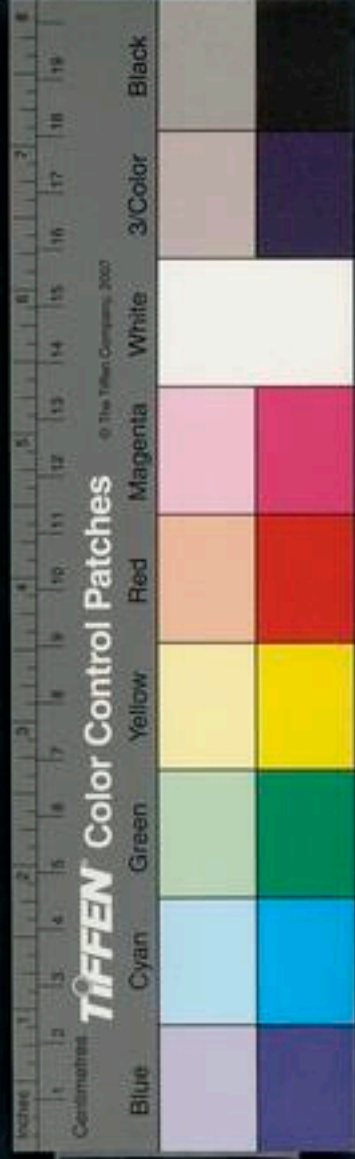 Inches 1 2 3 4 5 6 7 8
Centimetres 1 2 3 4 5 6 7 8 9 10 11 12 13 14 15 16 17 18 19
TIFFEN Color Control Patches © The Tiffen Company, 2007
Blue Cyan Green Yellow Red Magenta White 3/Color Black